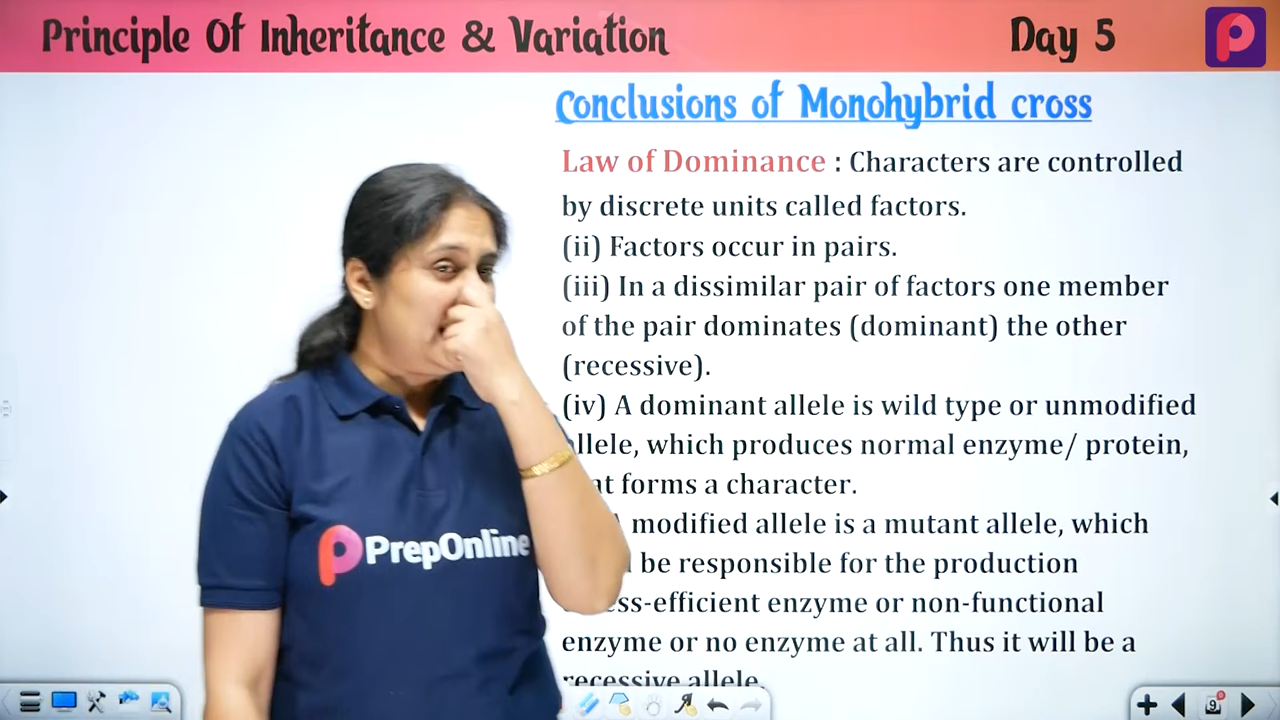 Principle Of Inheritance & Variation
Day 5
Conclusions of Monohybrid cross
Law of Dominance : Characters are controlled
by discrete units called factors.
(ii) Factors occur in pairs.
(iii) In a dissimilar pair of factors one member
of the pair dominates (dominant) the other
(recessive).
(iv) A dominant allele is wild type or unmodified
allele, which produces normal enzyme/ protein,
forms a character.
modified allele is a mutant allele, which
be responsible for the production
enzyme or non-functional
enzyme or no enzyme at all. Thus it will be a
recessive allele.
PrepOnline
9